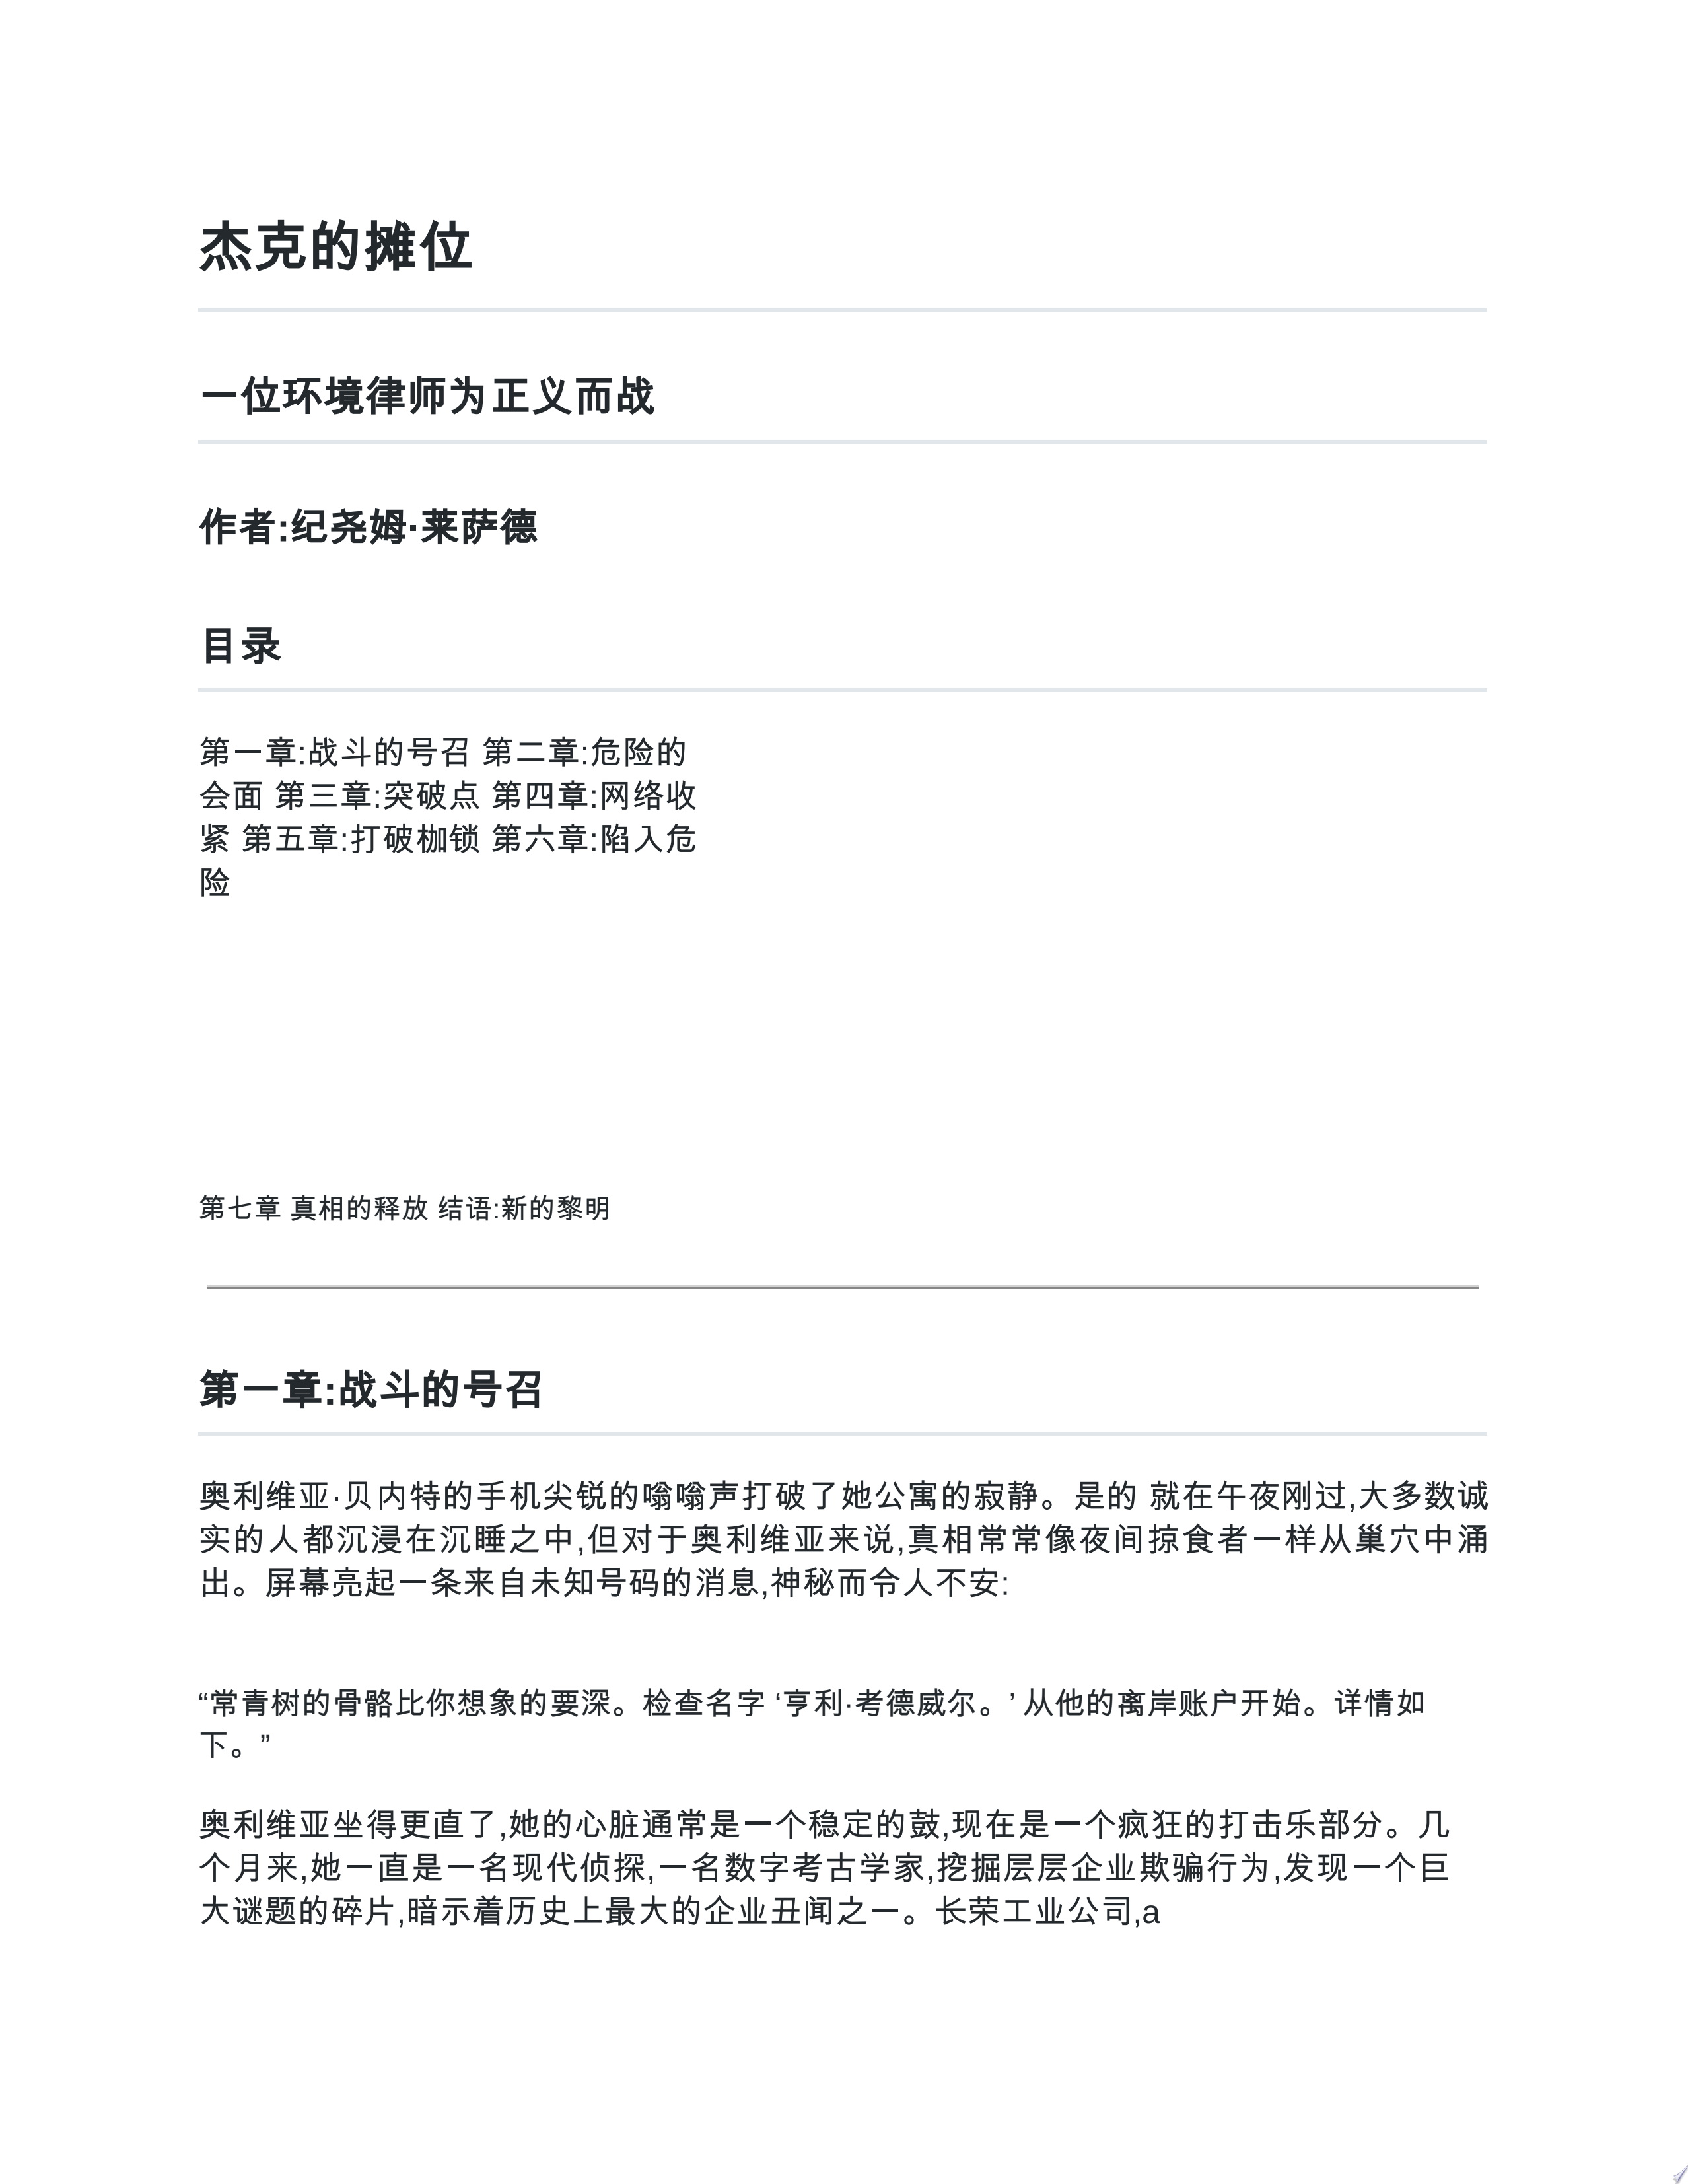 杰克的摊位
一位环境律师为正义而战
作者:纪尧姆·莱萨德
目录
第一章:战斗的号召 第二章:危险的
会面 第三章:突破点 第四章:网络收
紧 第五章:打破枷锁 第六章:陷入危
险
第七章 真相的释放 结语:新的黎明
第一章:战斗的号召
奥利维亚·贝内特的手机尖锐的嗡嗡声打破了她公寓的寂静。是的 就在午夜刚过,大多数诚
实的人都沉浸在沉睡之中,但对于奥利维亚来说,真相常常像夜间掠食者一样从巢穴中涌
出。屏幕亮起一条来自未知号码的消息,神秘而令人不安:
“常青树的骨骼比你想象的要深。检查名字 ‘亨利·考德威尔。’ 从他的离岸账户开始。详情如
下。”
奥利维亚坐得更直了,她的心脏通常是一个稳定的鼓,现在是一个疯狂的打击乐部分。几
个月来,她一直是一名现代侦探,一名数字考古学家,挖掘层层企业欺骗行为,发现一个巨
大谜题的碎片,暗示着历史上最大的企业丑闻之一。长荣工业公司,a